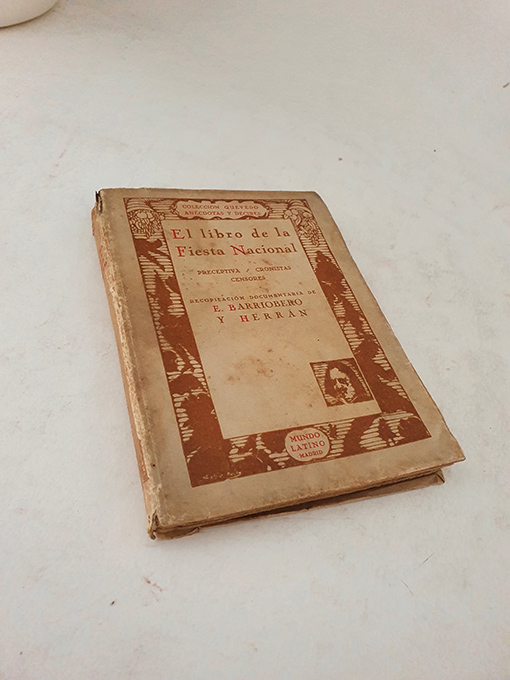 COLECCIÓN QUEVEDO
ANÉCDOTAS Y DECIRES
El libro de la
Fiesta Nacional
PRECEPTIVA / CRONISTAS
CENSORES
RECOPILACIÓN DOCUMENTARIA DE
E. BARRIOBERO
Y HERRÁN
MUNDO
LATINO
MADRID